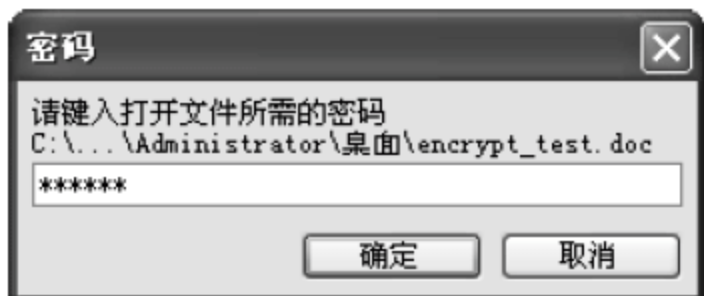 密码
请键入打开文件所需的密码
C:\...\Administrator\桌面\encrypt_test.doc
******
确定
取消